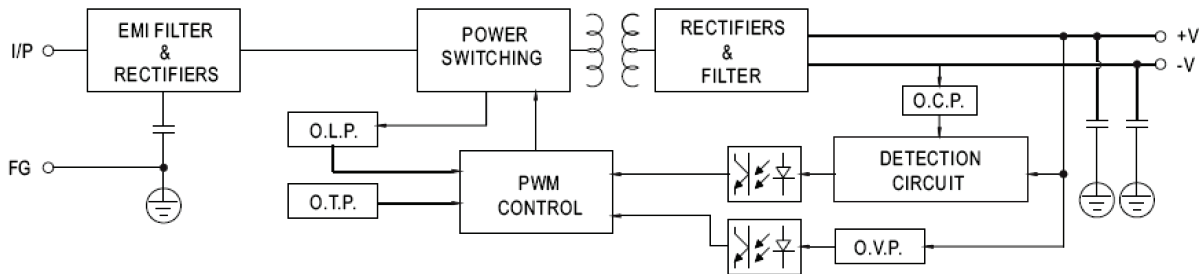 I/P
EMI FILTER
&
RECTIFIERS
POWER
SWITCHING
RECTIFIERS
&
FILTER
+V
-V
O.C.P.
O.L.P.
FG
O.T.P.
PWM
CONTROL
DETECTION
CIRCUIT
O.V.P.